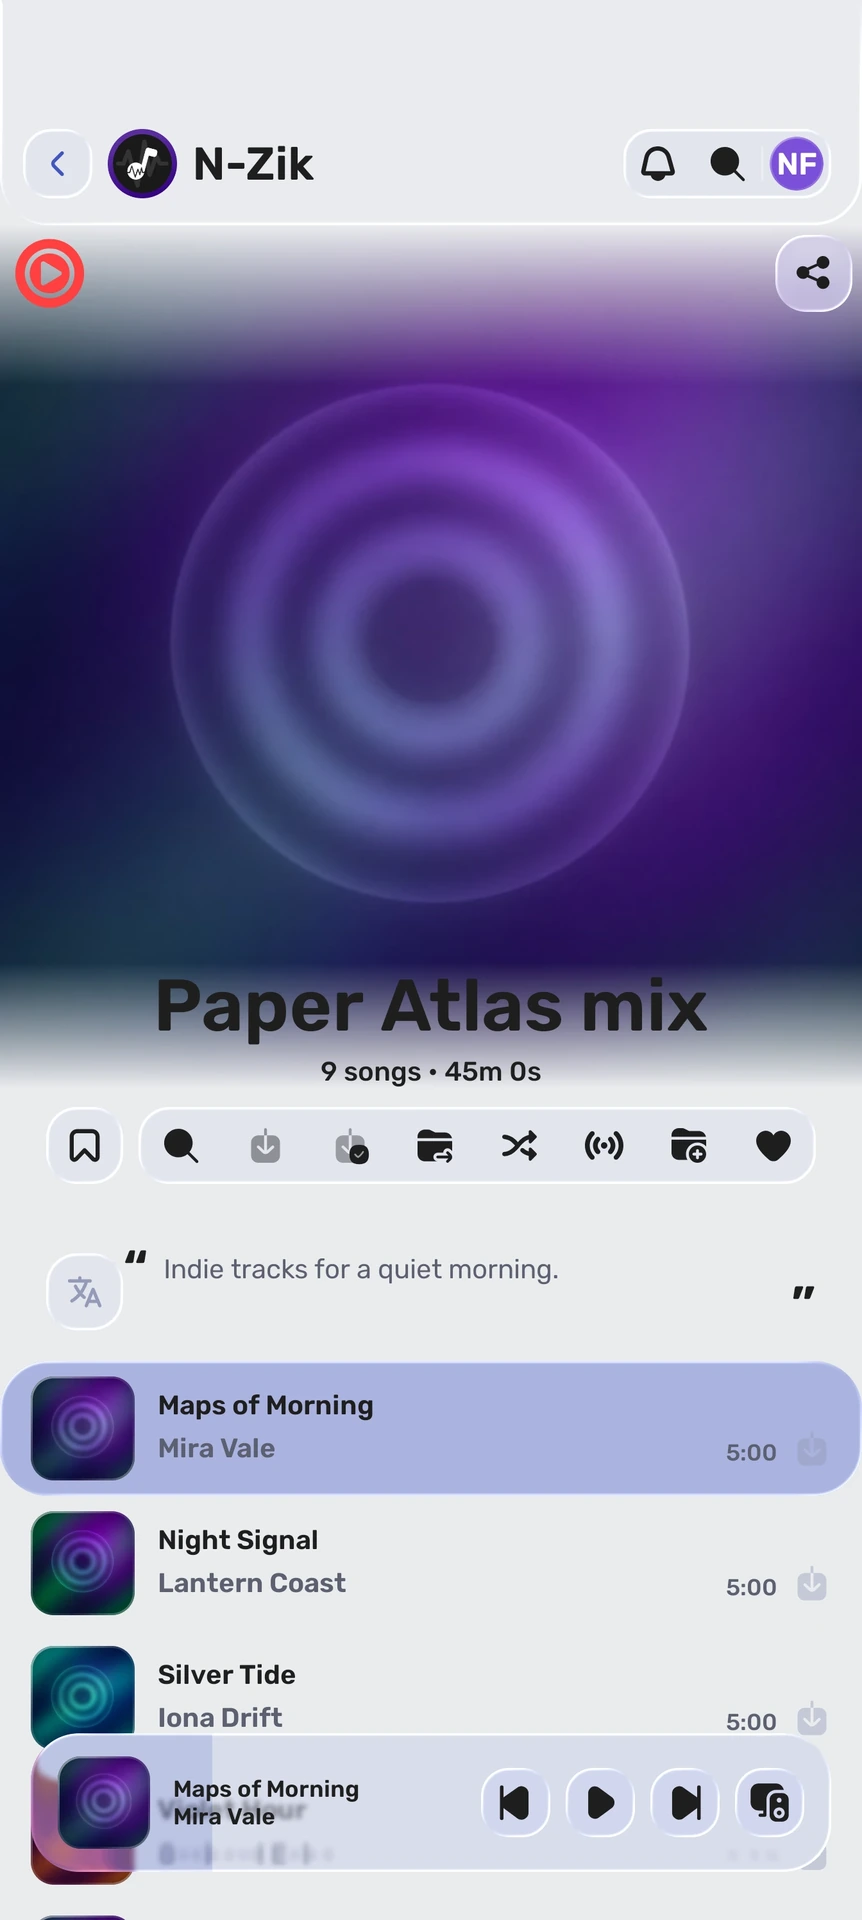 N-Zik
NF
Paper Atlas mix
9 songs • 45m 0s
“ Indie tracks for a quiet morning. ”
Maps of Morning
Mira Vale
5:00
Night Signal
Lantern Coast
5:00
Silver Tide
Iona Drift
5:00
Maps of Morning
Mira Vale